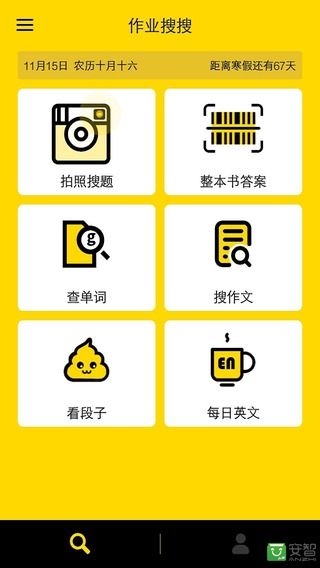 作业搜搜
11月15日 农历十月十六 距离寒假还有67天
拍照搜题 整本书答案
g
查单词 搜作文
EN
看段子 每日英文
安智
ANZHI